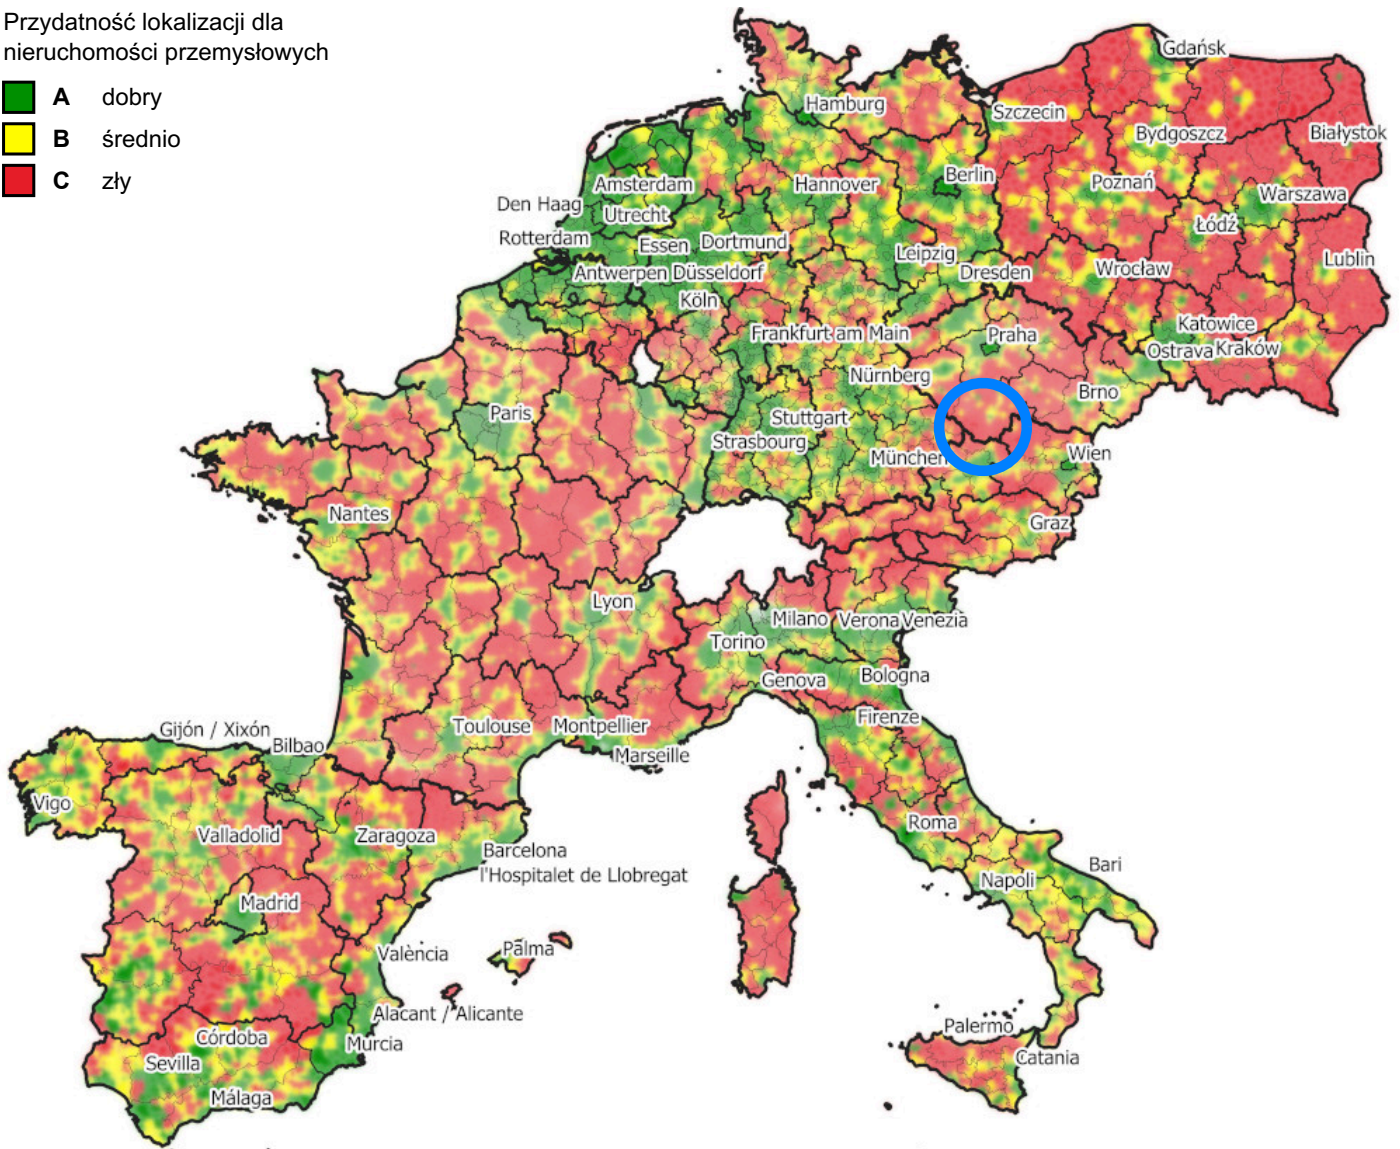 Przydatność lokalizacji dla
nieruchomości przemysłowych
A dobry
B średnio
C zły
Gdańsk
Hamburg
Szczecin
Bydgoszcz
Białystok
Amsterdam
Hannover
Berlin
Poznań
Warszawa
Den Haag
Utrecht
Łódź
Rotterdam
Essen
Dortmund
Leipzig
Lublin
Antwerpen
Düsseldorf
Dresden
Wrocław
Köln
Katowice
Frankfurt am Main
Praha
Ostrava
Kraków
Nürnberg
Brno
Paris
Stuttgart
Strasbourg
München
Wien
Nantes
Graz
Lyon
Milano
Verona
Venezia
Torino
Genova
Bologna
Firenze
Gijón / Xixón
Bilbao
Toulouse
Montpellier
Marseille
Vigo
Valladolid
Zaragoza
Roma
Barcelona
l'Hospitalet de Llobregat
Bari
Napoli
Madrid
València
Palma
Alacant / Alicante
Palermo
Córdoba
Murcia
Sevilla
Catania
Málaga